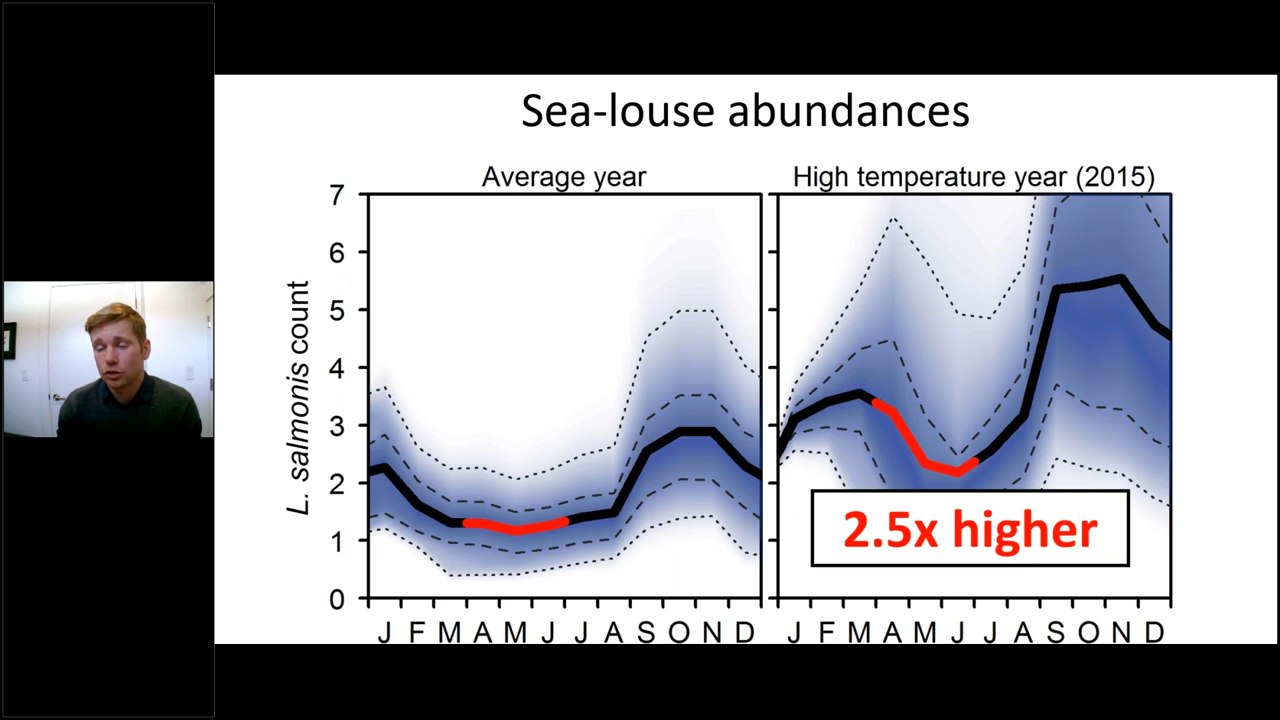 Sea-louse abundances
Average year
High temperature year (2015)
L. salmonis count
7
6
5
4
3
2
1
0
J F M A M J J A S O N D
J F M A M J J A S O N D
2.5x higher